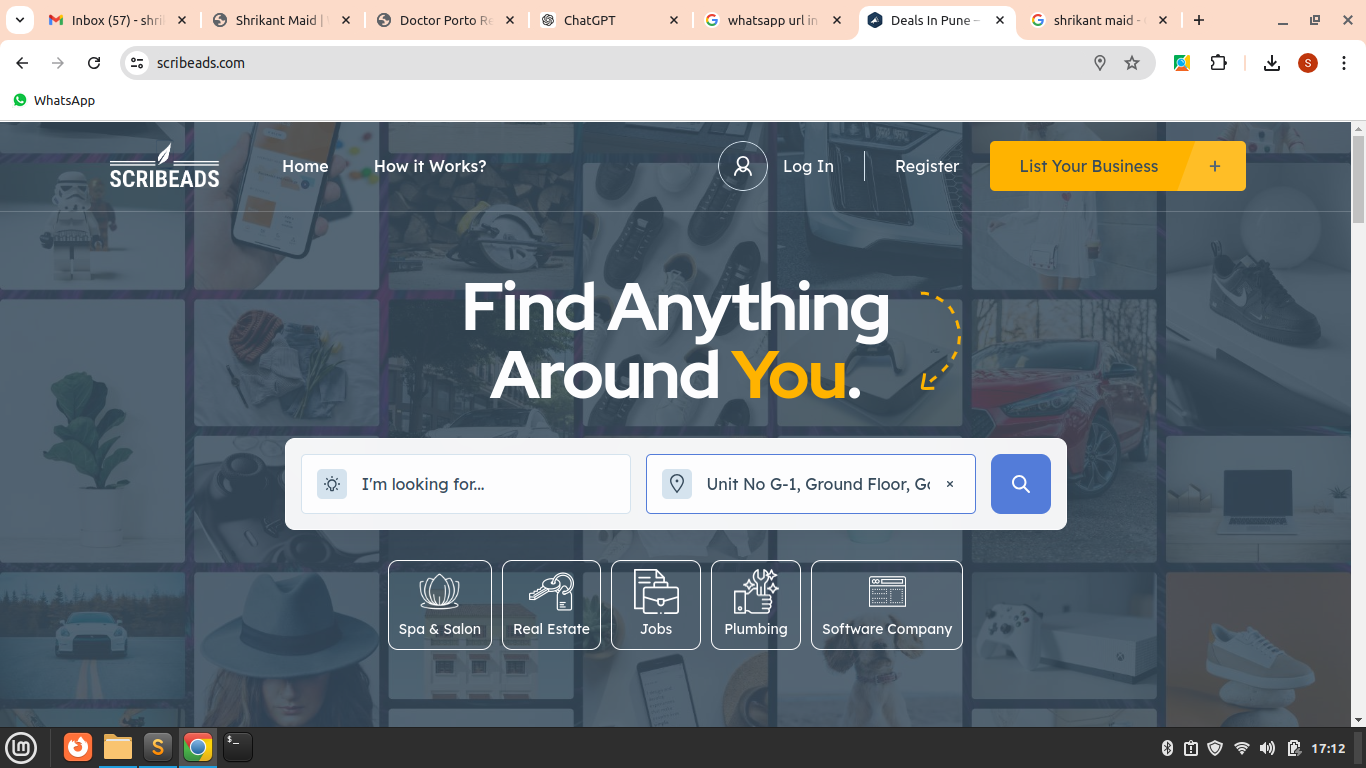 Inbox (57) - shri
Shrikant Maid | W
Doctor Porto Re
ChatGPT
whatsapp url in
Deals In Pune –
shrikant maid -
scribeads.com
S
WhatsApp
SCRIBEADS
Home
How it Works?
Log In
Register
List Your Business +
Find Anything
Around You.
I'm looking for...
Unit No G-1, Ground Floor, Go
Spa & Salon
Real Estate
Jobs
Plumbing
Software Company
17:12